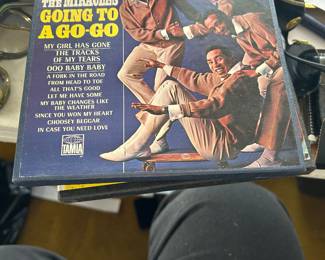 THE MIRACLES
GOING TO
A GO-GO
MY GIRL HAS GONE
THE TRACKS
OF MY TEARS
OOO BABY BABY
A FORK IN THE ROAD
FROM HEAD TO TOE
ALL THAT'S GOOD
LET ME HAVE SOME
MY BABY CHANGES LIKE
THE WEATHER
SINCE YOU WON MY HEART
CHOOSEY BEGGAR
IN CASE YOU NEED LOVE
TAMLA